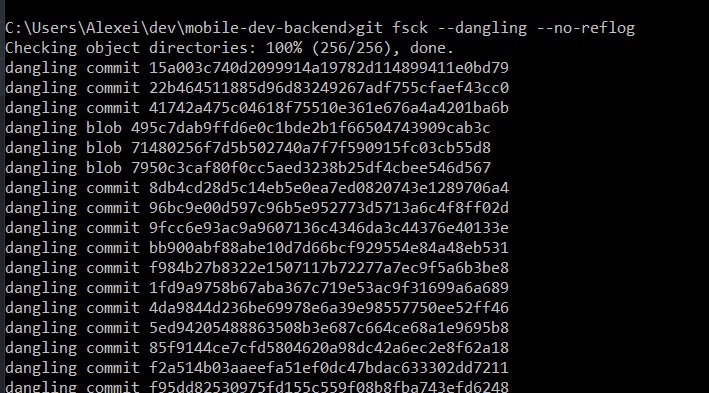 C:\Users\Alexei\dev\mobile-dev-backend>git fsck --dangling --no-reflog
Checking object directories: 100% (256/256), done.
dangling commit 15a003c740d2099914a19782d114899411e0bd79
dangling commit 22b464511885d96d83249267adf755cfaef43cc0
dangling commit 41742a475c04618f75510e361e676a4a4201ba6b
dangling blob 495c7dab9ffd6e0c1bde2b1f66504743909cab3c
dangling blob 71480256f7d5b502740a7f7f590915fc03cb55d8
dangling blob 7950c3caf80f0cc5aed3238b25df4cbee546d567
dangling commit 8db4cd28d5c14eb5e0ea7ed0820743e1289706a4
dangling commit 96bc9e00d597c96b5e952773d5713a6c4f8ff02d
dangling commit 9fcc6e93ac9a9607136c4346da3c44376e40133e
dangling commit bb900abf88abe10d7d66bcf929554e84a48eb531
dangling commit f984b27b8322e1507117b72277a7ec9f5a6b3be8
dangling commit 1fd9a9758b67aba367c719e53ac9f31699a6a689
dangling commit 4da9844d236be69978e6a39e98557750ee52ff46
dangling commit 5ed94205488863508b3e687c664ce68a1e9695b8
dangling commit 85f9144ce7cfd5804620a98dc42a6ec2e8f62a18
dangling commit f2a514b03aaeefa51ef0dc47bdac633302dd7211
dangling commit f95dd82530975fd155c559f08b8fba743efd6248